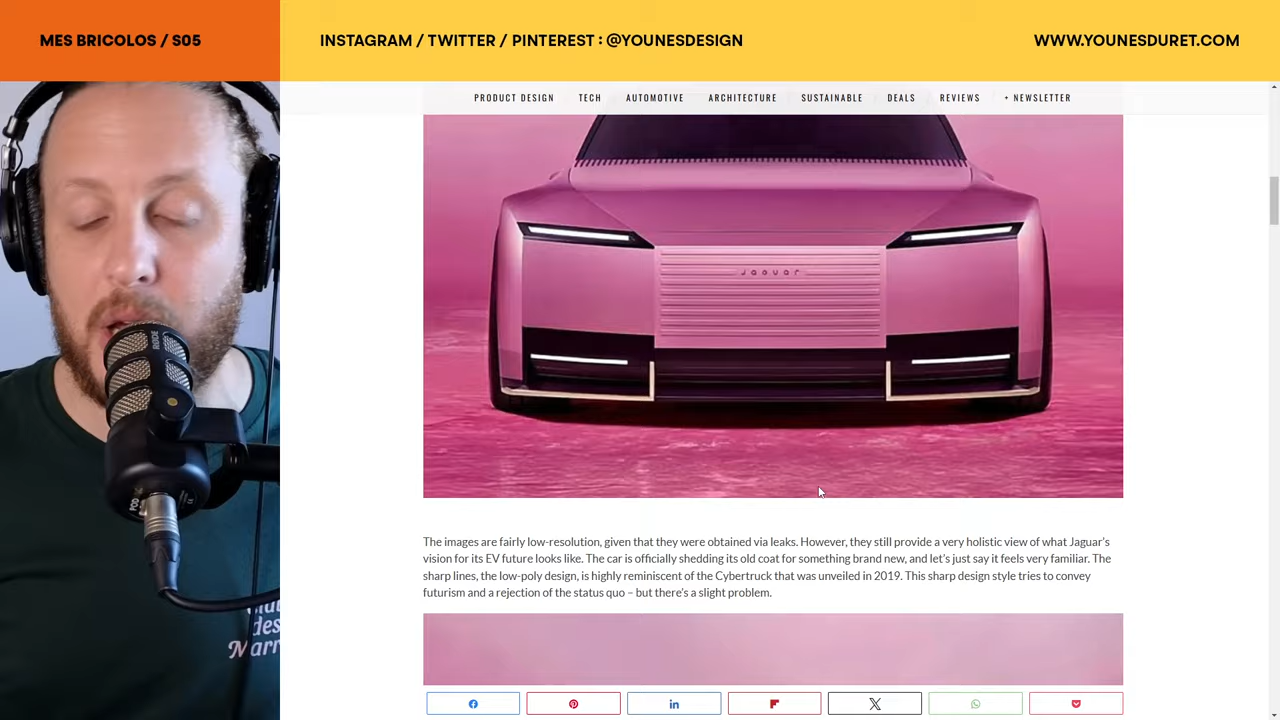 MES BRICOLOS / S05
INSTAGRAM / TWITTER / PINTEREST : @YOUNESDESIGN
WWW.YOUNESDURET.COM
PRODUCT DESIGN
TECH
AUTOMOTIVE
ARCHITECTURE
SUSTAINABLE
DEALS
REVIEWS
+ NEWSLETTER
Jaguar
RØDE
POD
The images are fairly low-resolution, given that they were obtained via leaks. However, they still provide a very holistic view of what Jaguar's
vision for its EV future looks like. The car is officially shedding its old coat for something brand new, and let's just say it feels very familiar. The
sharp lines, the low-poly design, is highly reminiscent of the Cybertruck that was unveiled in 2019. This sharp design style tries to convey
futurism and a rejection of the status quo – but there's a slight problem.
des